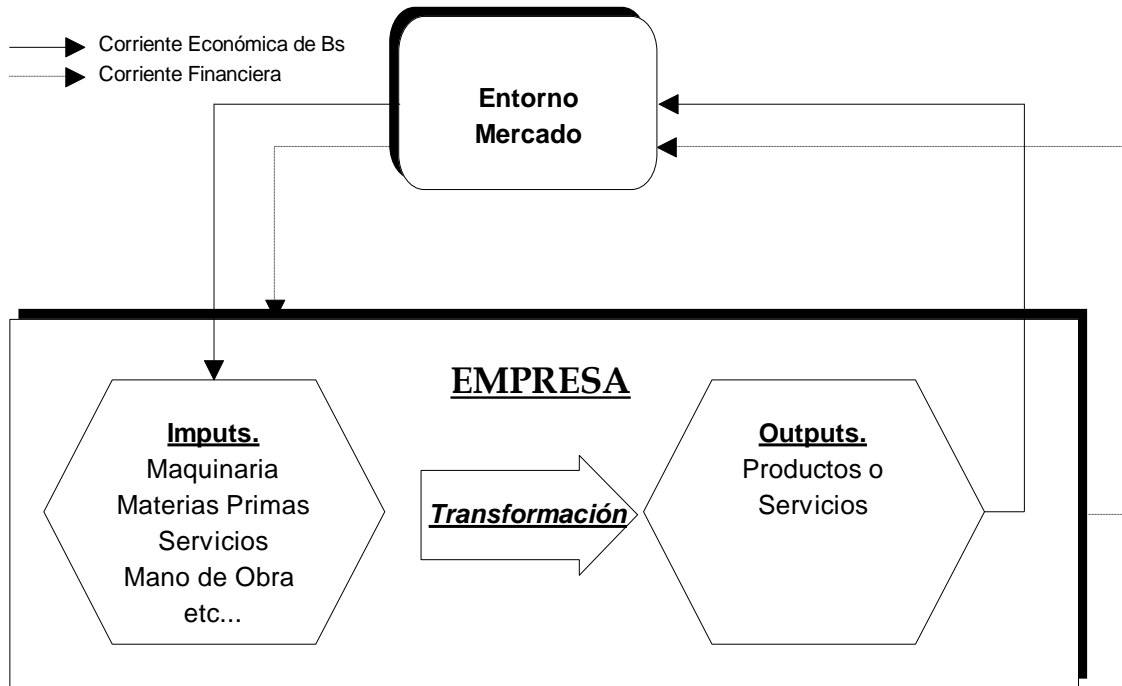 Corriente Económica de Bs
Corriente Financiera
Entorno
Mercado
EMPRESA
Imputs.
Maquinaria
Materias Primas
Servicios
Mano de Obra
etc...
Transformación
Outputs.
Productos o
Servicios